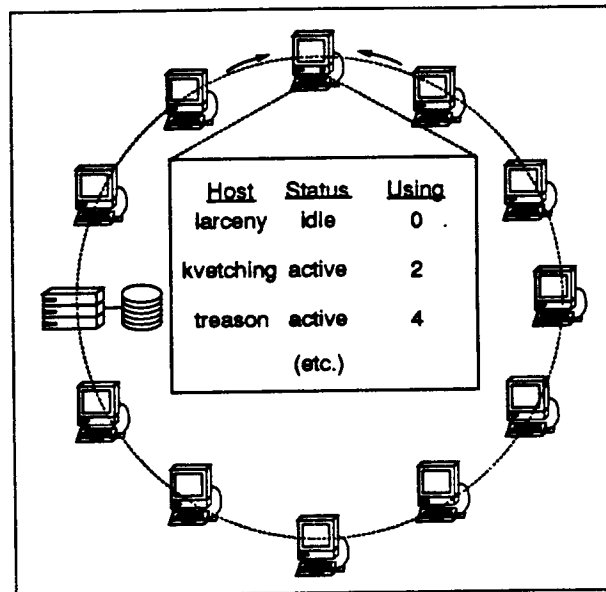 Host Status Using
larceny idle 0
kvetching active 2
treason active 4
(etc.)